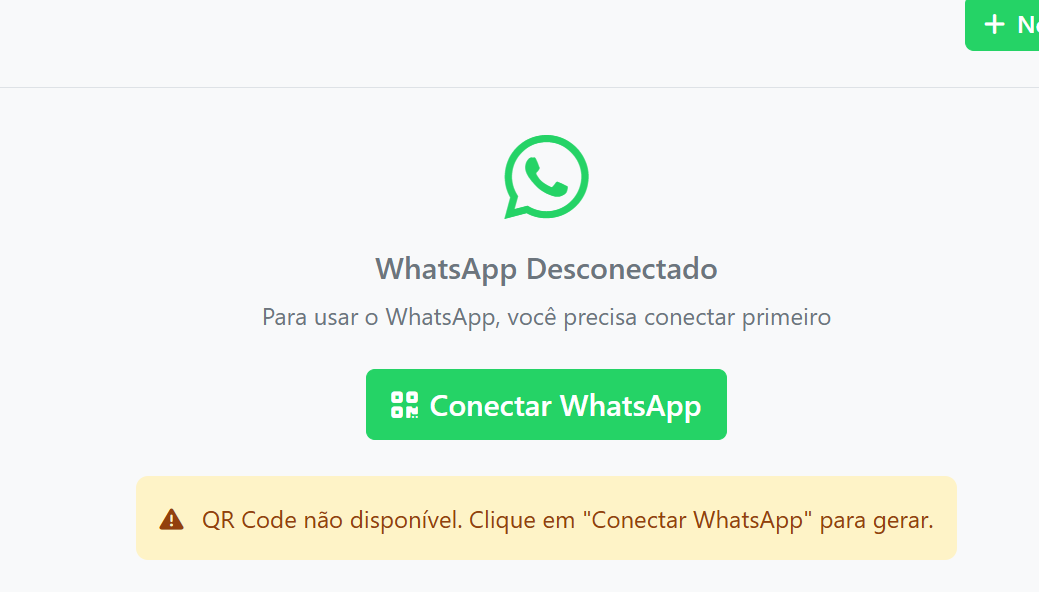 WhatsApp Desconectado
Para usar o WhatsApp, você precisa conectar primeiro
Conectar WhatsApp
QR Code não disponível. Clique em "Conectar WhatsApp" para gerar.